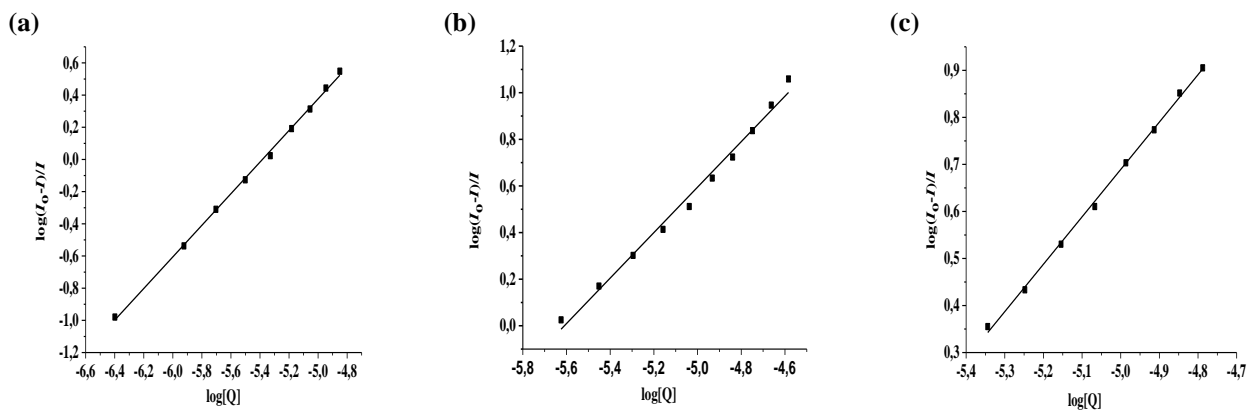 (a)
0,6
0,4
0,2
0,0
-0,2
-0,4
-0,6
-0,8
-1,0
-1,2
log(I₀-I)/I
-6,6 -6,4 -6,2 -6,0 -5,8 -5,6 -5,4 -5,2 -5,0 -4,8
log[Q]
(b)
1,2
1,0
0,8
0,6
0,4
0,2
0,0
log(I₀-I)/I
-5,8 -5,6 -5,4 -5,2 -5,0 -4,8 -4,6
log[Q]
(c)
0,9
0,8
0,7
0,6
0,5
0,4
0,3
log(I₀-I)/I
-5,4 -5,3 -5,2 -5,1 -5,0 -4,9 -4,8 -4,7
log[Q]